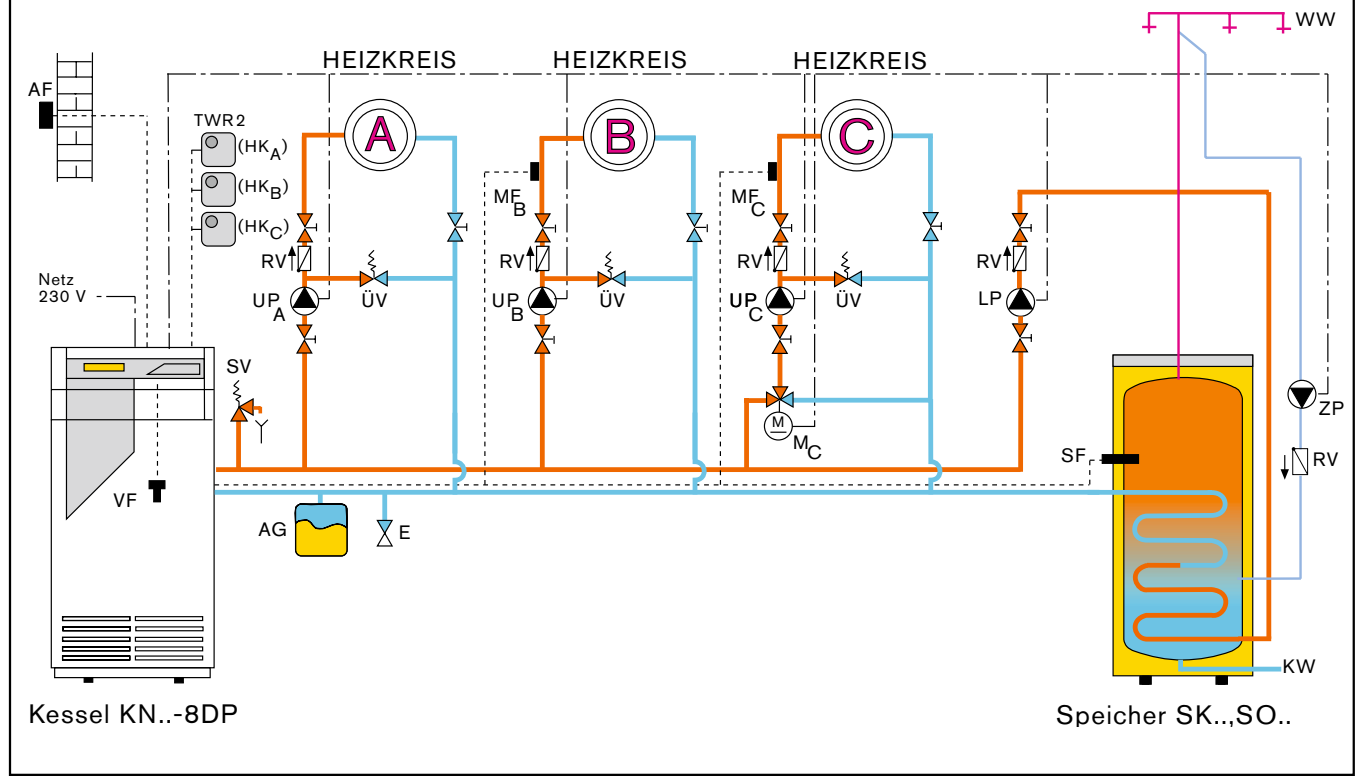 WW
HEIZKREIS
HEIZKREIS
HEIZKREIS
AF
TWR2
(HKA)
(HKB)
(HKC)
A
B
C
MFB
MFC
RV
RV
RV
RV
Netz
230 V
UPA
ÜV
UPB
ÜV
UPC
ÜV
LP
SV
ZP
M
MC
SF
RV
VF
AG
E
KW
Kessel KN..-8DP
Speicher SK..,SO..